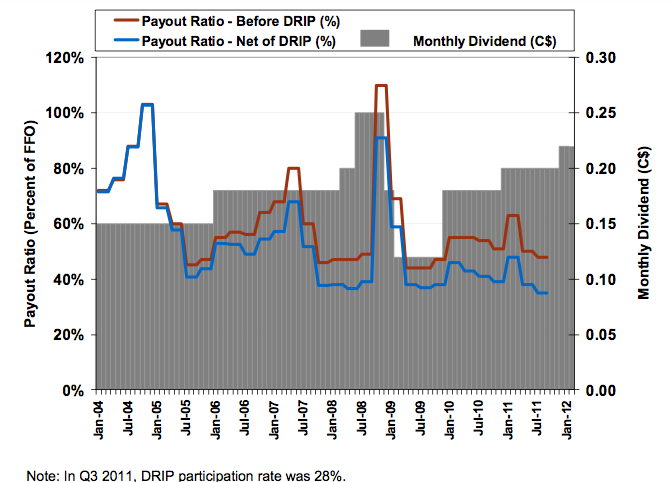 Payout Ratio - Before DRIP (%)
Payout Ratio - Net of DRIP (%)
Monthly Dividend (C$)
120%
100%
80%
60%
40%
20%
0%
Payout Ratio (Percent of FFO)
0.30
0.25
0.20
0.15
0.10
0.05
0.00
Monthly Dividend (C$)
Jan-04
Jul-04
Jan-05
Jul-05
Jan-06
Jul-06
Jan-07
Jul-07
Jan-08
Jul-08
Jan-09
Jul-09
Jan-10
Jul-10
Jan-11
Jul-11
Jan-12
Note: In Q3 2011, DRIP participation rate was 28%.